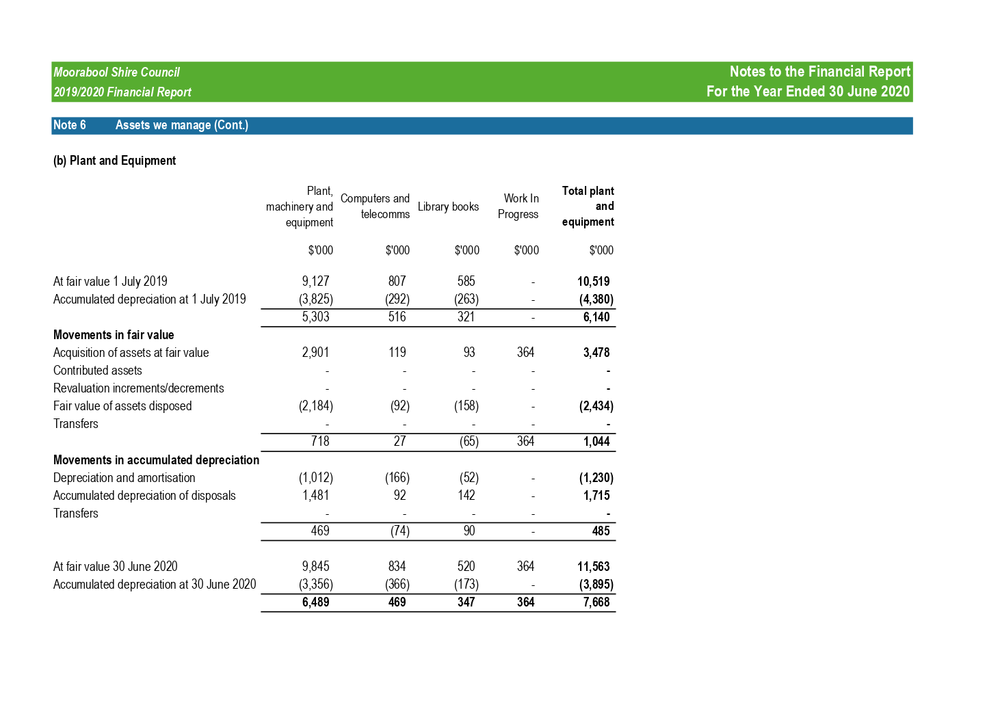 Moorabool Shire Council Notes to the Financial Report
2019/2020 Financial Report For the Year Ended 30 June 2020
Note 6 Assets we manage (Cont.)
(b) Plant and Equipment
Plant, machinery and equipment Computers and telecomms Library books Work In Progress Total plant and equipment
$'000 $'000 $'000 $'000 $'000
At fair value 1 July 2019 9,127 807 585 - 10,519
Accumulated depreciation at 1 July 2019 (3,825) (292) (263) - (4,380)
5,303 516 321 - 6,140
Movements in fair value
Acquisition of assets at fair value 2,901 119 93 364 3,478
Contributed assets - - - - -
Revaluation increments/decrements - - - - -
Fair value of assets disposed (2,184) (92) (158) - (2,434)
Transfers - - - - -
718 27 (65) 364 1,044
Movements in accumulated depreciation
Depreciation and amortisation (1,012) (166) (52) - (1,230)
Accumulated depreciation of disposals 1,481 92 142 - 1,715
Transfers - - - - -
469 (74) 90 - 485
At fair value 30 June 2020 9,845 834 520 364 11,563
Accumulated depreciation at 30 June 2020 (3,356) (366) (173) - (3,895)
6,489 469 347 364 7,668